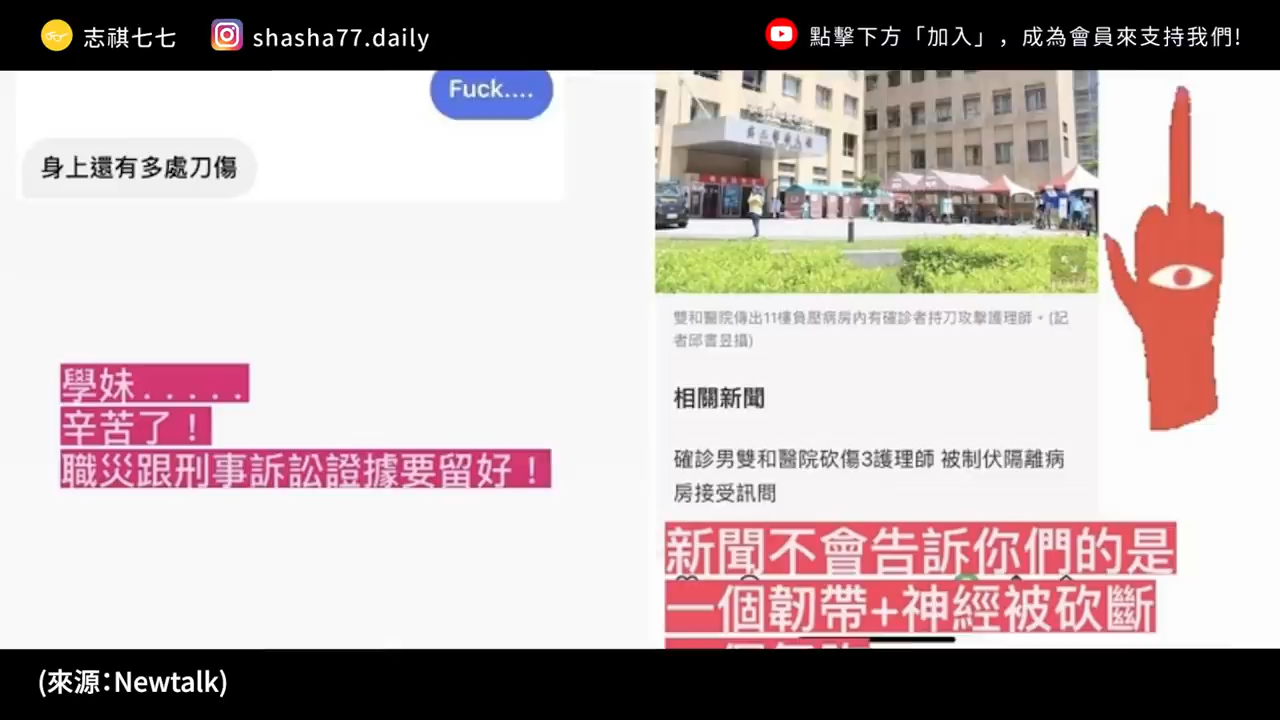 志祺七七
shasha77.daily
點擊下方「加入」，成為會員來支持我們!
Fuck....
身上還有多處刀傷
學妹.....
辛苦了！
職災跟刑事訴訟證據要留好！
雙和醫院傳出11樓負壓病房內有確診者持刀攻擊護理師。(記
者邱書昱攝)
相關新聞
確診男雙和醫院砍傷3護理師 被制伏隔離病
房接受訊問
新聞不會告訴你們的是
一個韌帶+神經被砍斷
(來源:Newtalk)